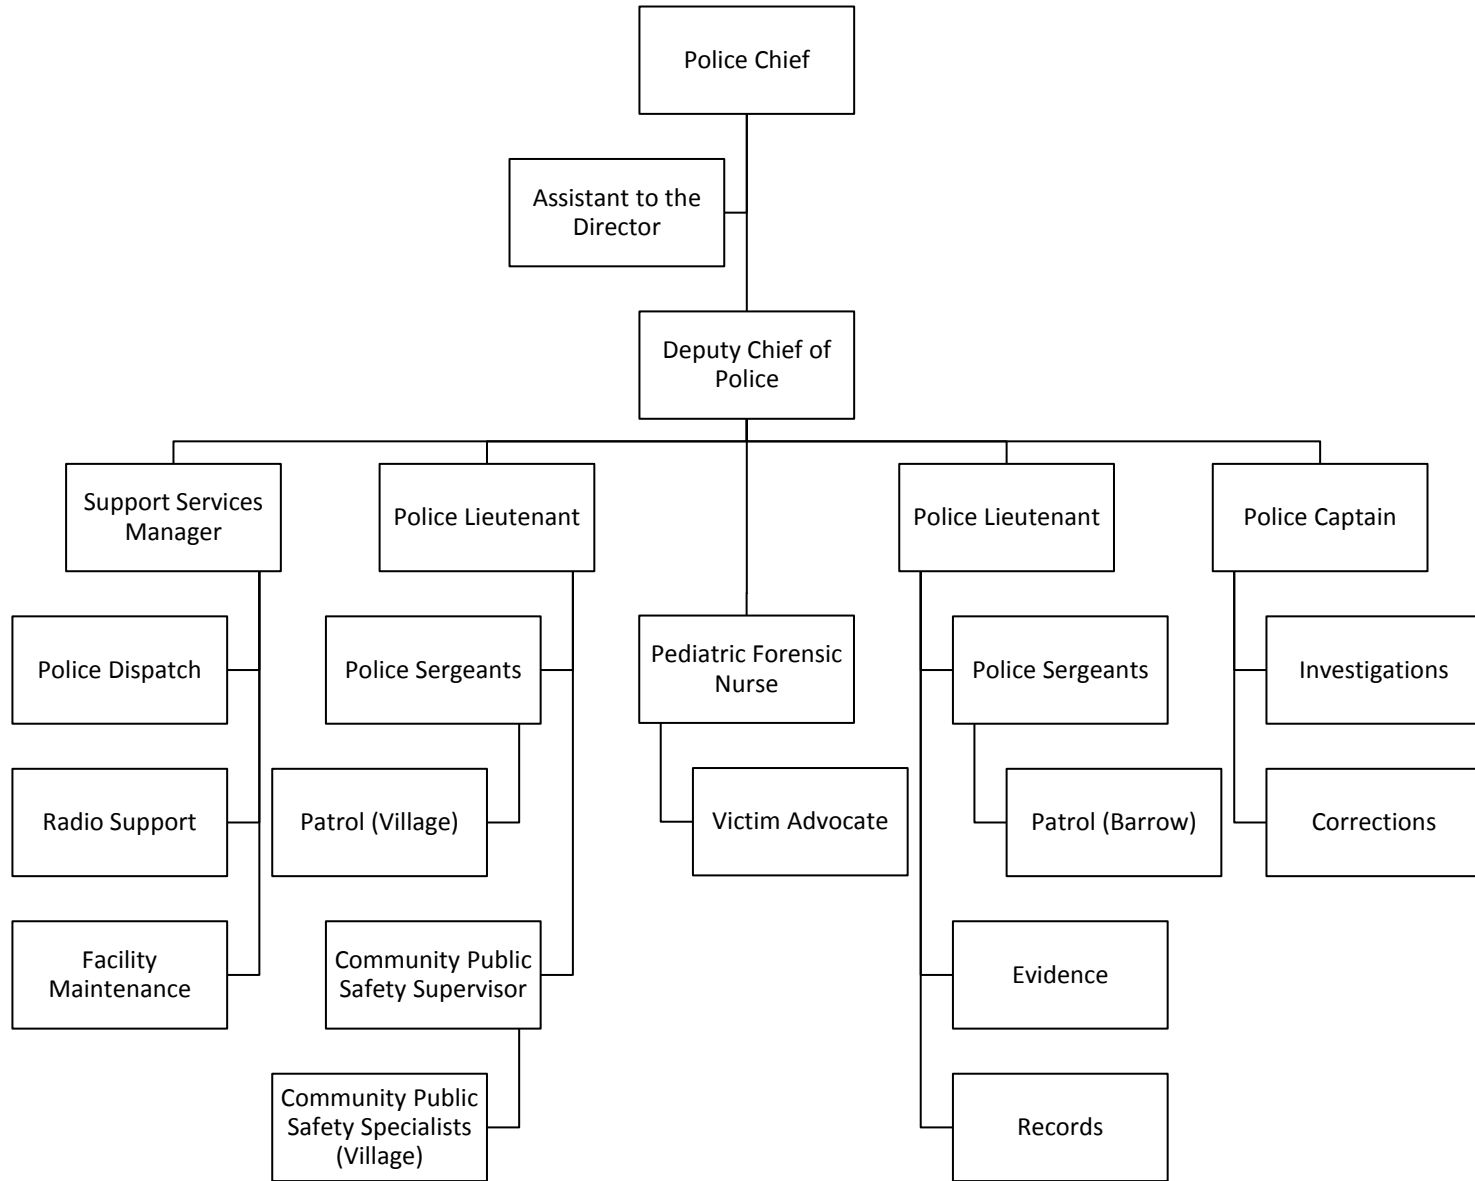 Police Chief
Assistant to the
Director
Deputy Chief of
Police
Support Services
Manager
Police Lieutenant
Police Lieutenant
Police Captain
Police Dispatch
Police Sergeants
Pediatric Forensic
Nurse
Police Sergeants
Investigations
Radio Support
Patrol (Village)
Victim Advocate
Patrol (Barrow)
Corrections
Facility
Maintenance
Community Public
Safety Supervisor
Evidence
Community Public
Safety Specialists
(Village)
Records